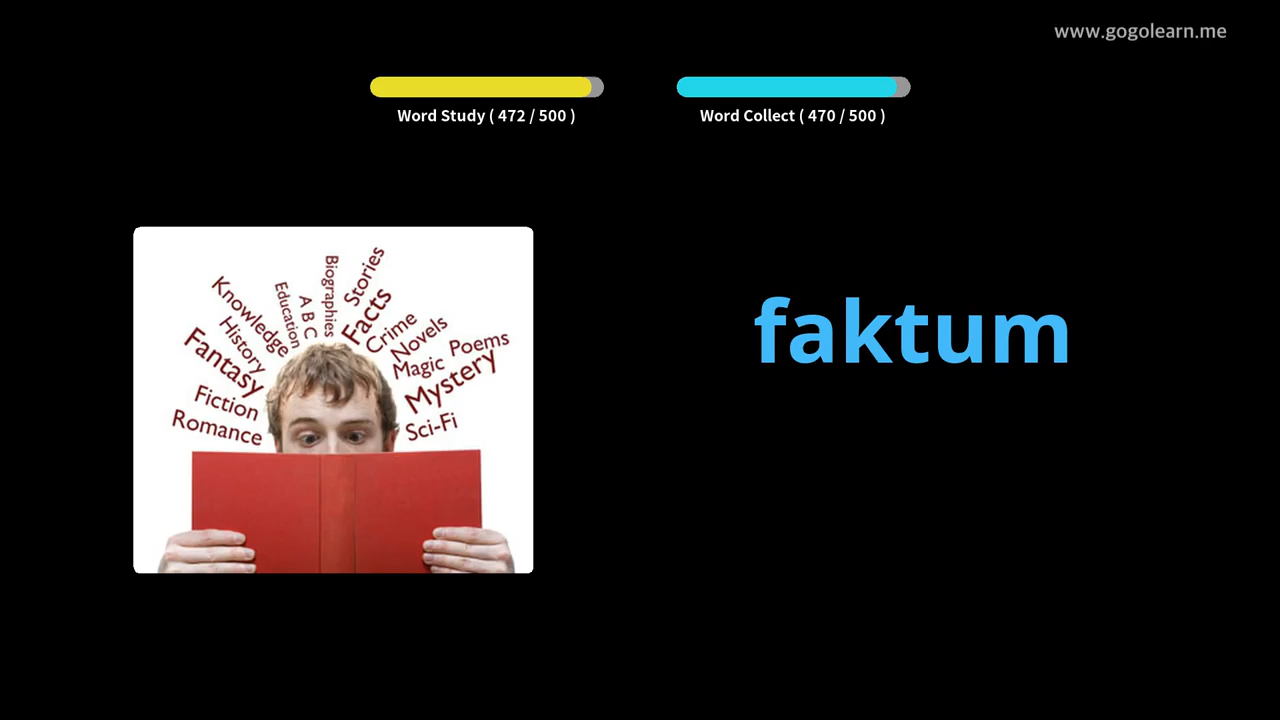 www.gogolearn.me
Word Study ( 472 / 500 )
Word Collect ( 470 / 500 )
faktum
Romance
Fiction
Fantasy
History
Knowledge
Education
A B C
Biographies
Stories
Facts
Crime
Novels
Magic
Poems
Mystery
Sci-Fi